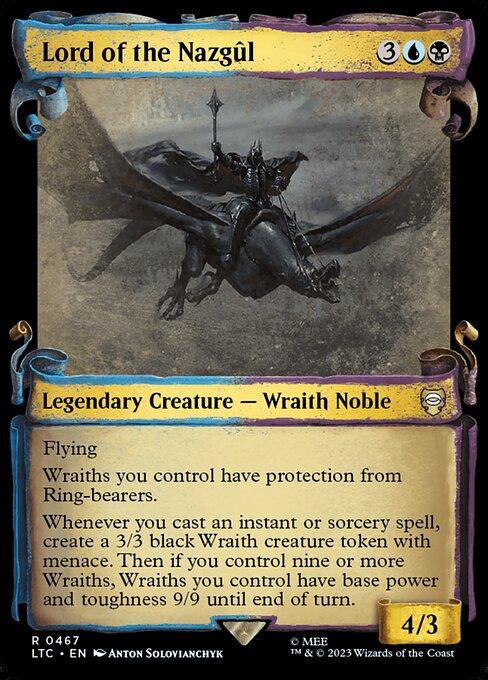 Lord of the Nazgûl 3
Legendary Creature — Wraith Noble
Flying
Wraiths you control have protection from
Ring-bearers.
Whenever you cast an instant or sorcery spell,
create a 3/3 black Wraith creature token with
menace. Then if you control nine or more
Wraiths, Wraiths you control have base power
and toughness 9/9 until end of turn.
4/3
R 0467
LTC • EN ANTON SOLOVIANCHYK
© MEE
™ & © 2023 Wizards of the Coast